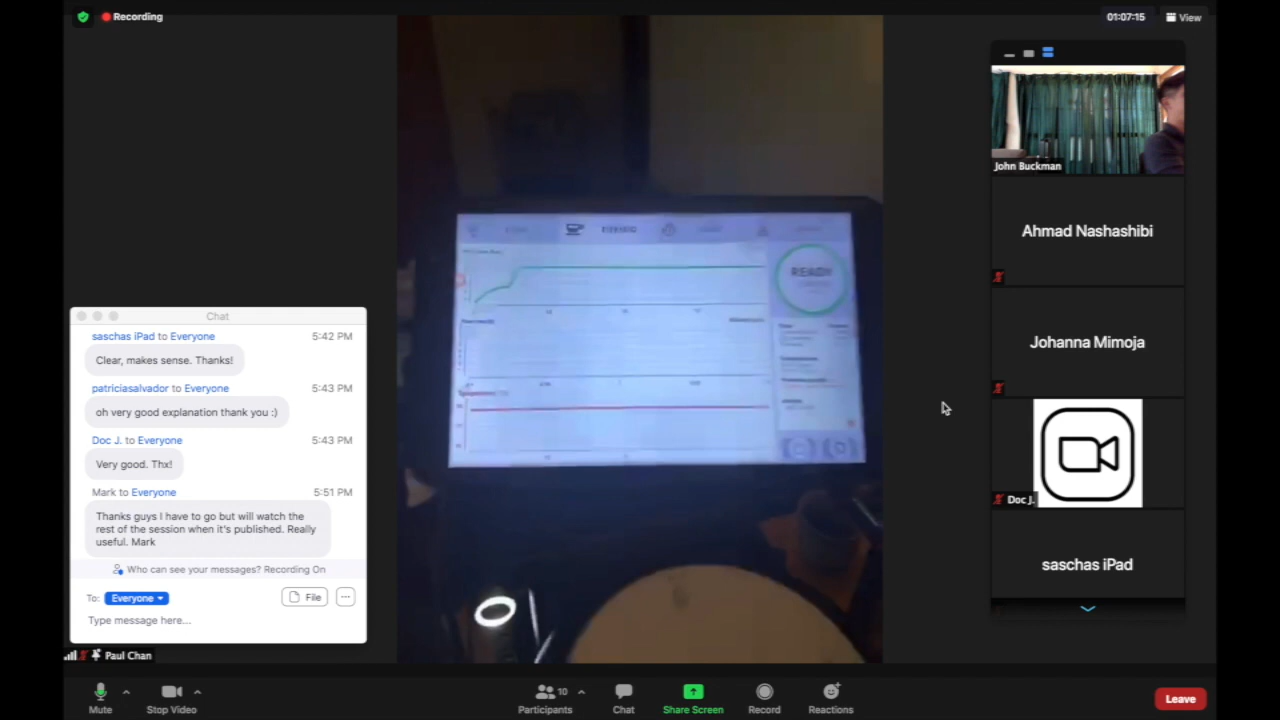 Recording
01:07:15
View
John Buckman
Ahmad Nashashibi
Johanna Mimoja
Doc J.
saschas iPad
READY
Chat
saschas iPad to Everyone 5:42 PM
Clear, makes sense. Thanks!
patriciasalvador to Everyone 5:43 PM
oh very good explanation thank you :)
Doc J. to Everyone 5:43 PM
Very good. Thx!
Mark to Everyone 5:51 PM
Thanks guys I have to go but will watch the
rest of the session when it's published. Really
useful. Mark
Who can see your messages? Recording On
To: Everyone File
Type message here...
Paul Chan
Mute
Stop Video
Participants 10
Chat
Share Screen
Record
Reactions
Leave